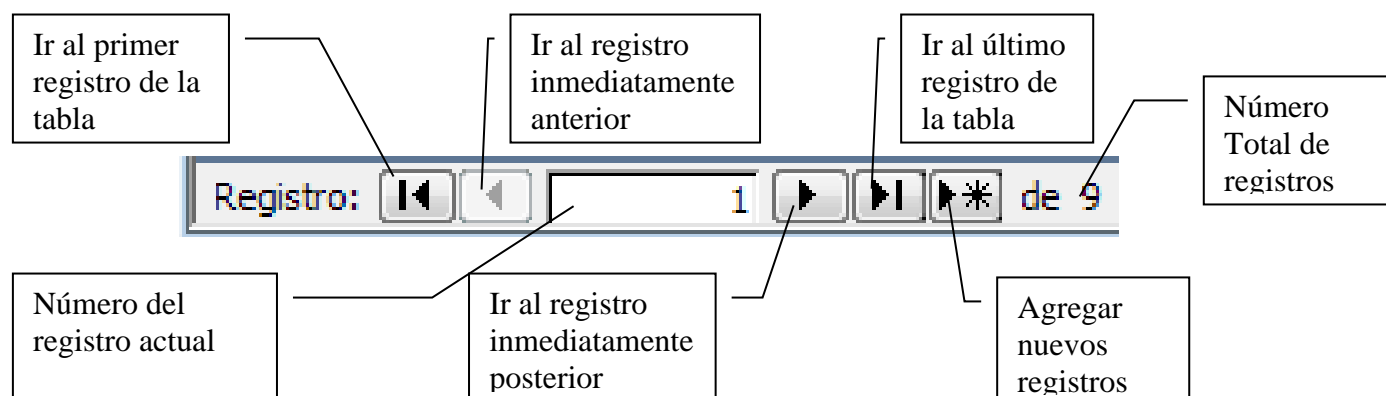 Ir al primer
registro de la
tabla
Ir al registro
inmediatamente
anterior
Ir al último
registro de
la tabla
Número
Total de
registros
Registro: 1 de 9
Número del
registro actual
Ir al registro
inmediatamente
posterior
Agregar
nuevos
registros